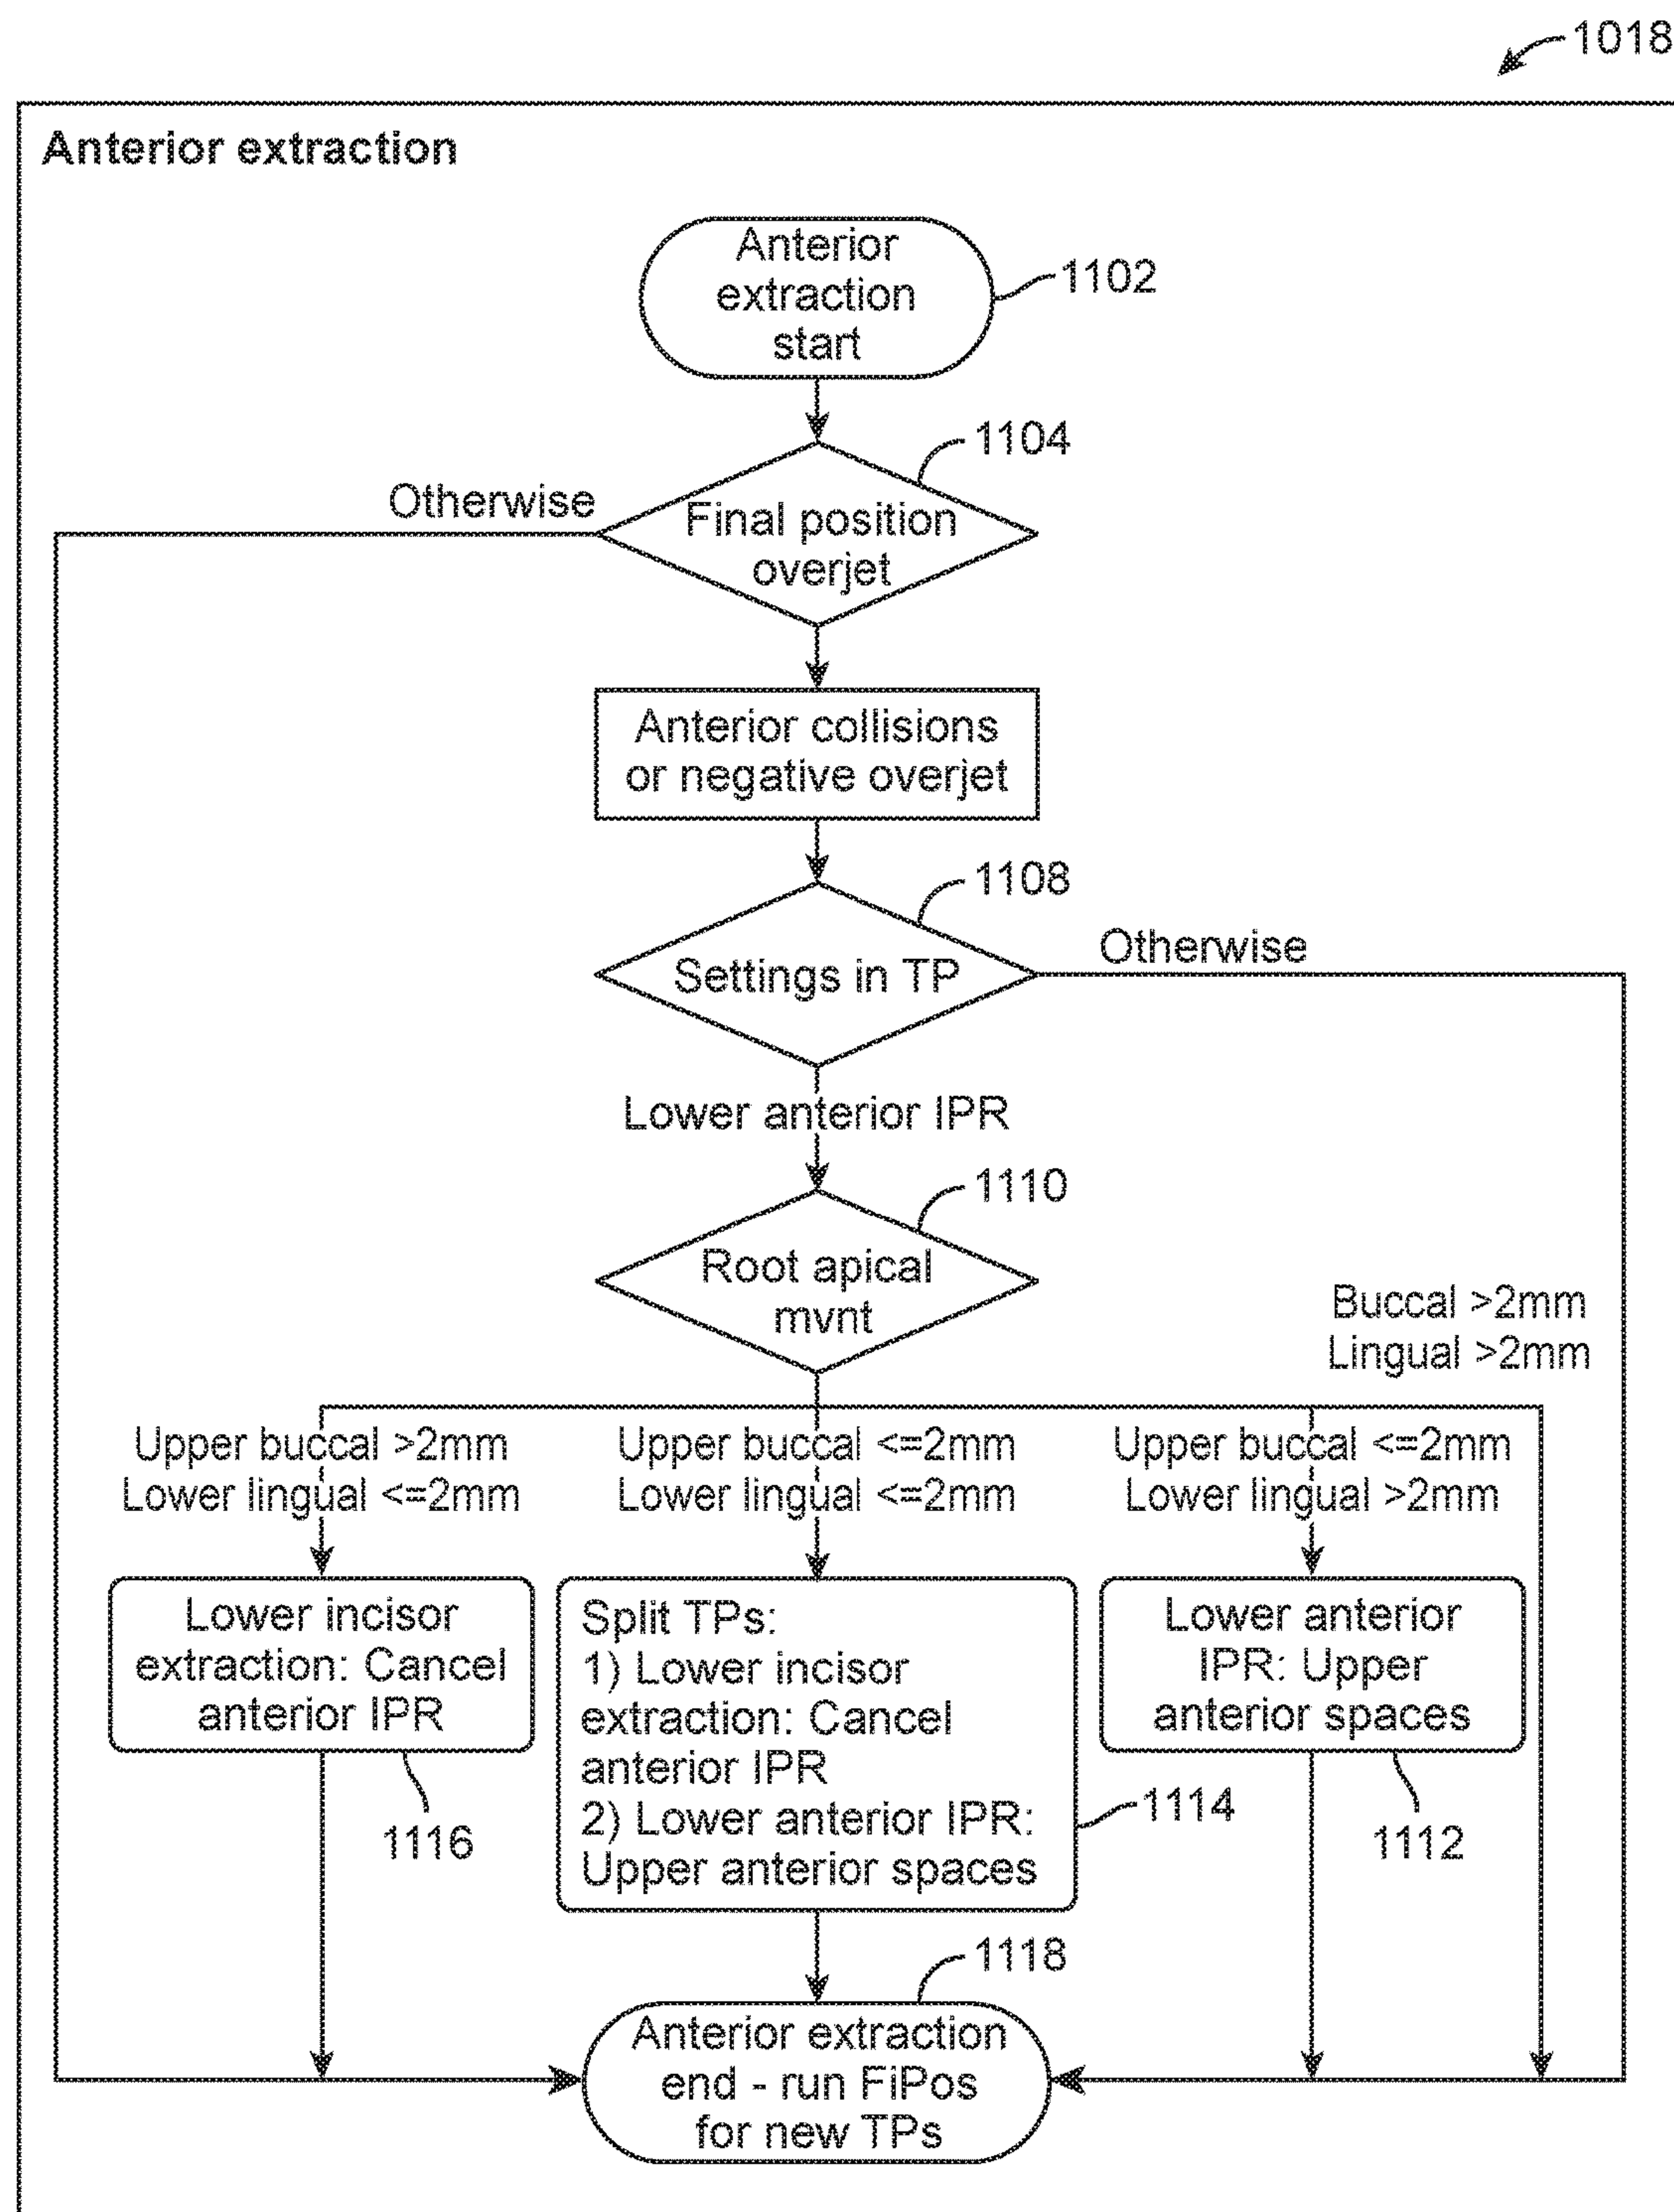 1018
Anterior extraction
Anterior
extraction
start
1102
1104
Otherwise
Final position
overjet
Anterior collisions
or negative overjet
1108
Otherwise
Settings in TP
Lower anterior IPR
1110
Root apical
mvnt
Buccal >2mm
Lingual >2mm
Upper buccal >2mm
Lower lingual <=2mm
Upper buccal <=2mm
Lower lingual <=2mm
Upper buccal <=2mm
Lower lingual >2mm
Lower incisor
extraction: Cancel
anterior IPR
1116
Split TPs:
1) Lower incisor
extraction: Cancel
anterior IPR
2) Lower anterior IPR:
Upper anterior spaces
1114
Lower anterior
IPR: Upper
anterior spaces
1112
1118
Anterior extraction
end - run FiPos
for new TPs